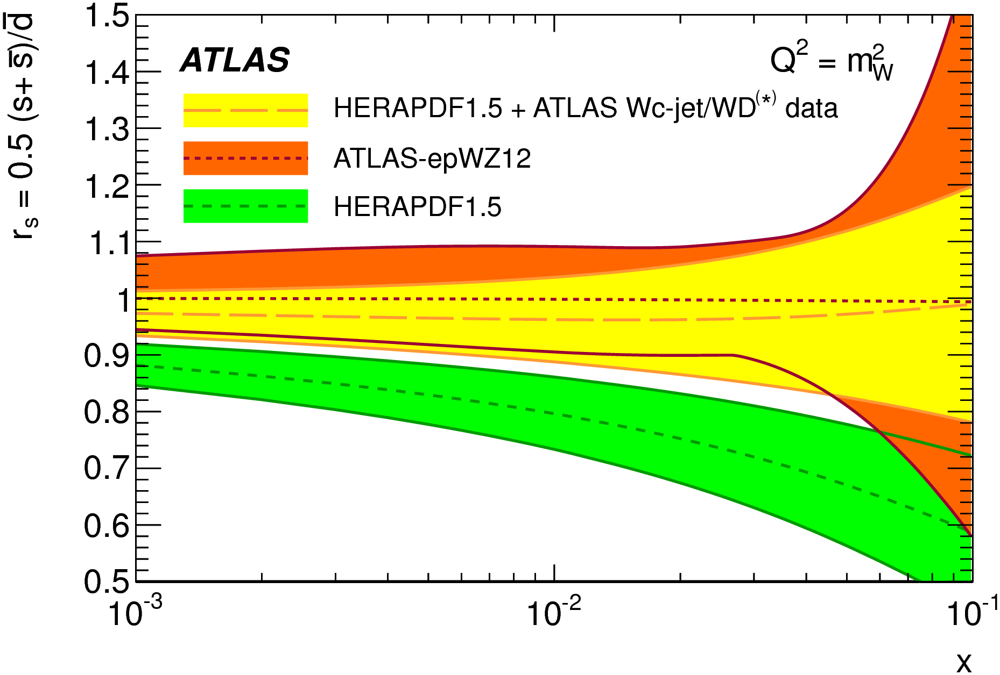 r_s = 0.5 (s+ s̅)/d̅
1.5
1.4
1.3
1.2
1.1
1
0.9
0.8
0.7
0.6
0.5
ATLAS
Q² = m²_W
HERAPDF1.5 + ATLAS Wc-jet/WD⁽*⁾ data
ATLAS-epWZ12
HERAPDF1.5
10⁻³
10⁻²
10⁻¹
x